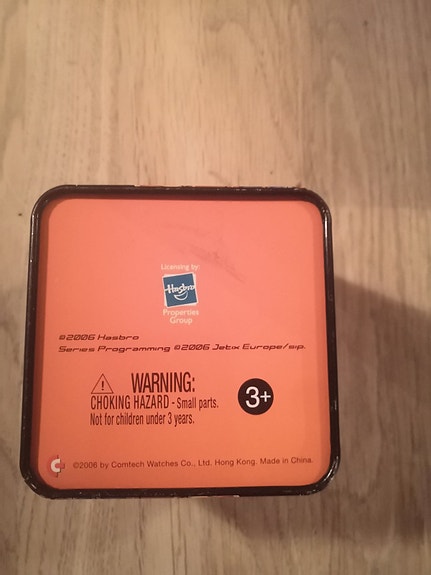 Licensing by:
Hasbro
Properties
Group
©2006 Hasbro
Series Programming ©2006 Jetix Europe/sip.
WARNING:
CHOKING HAZARD - Small parts.
Not for children under 3 years.
3+
©2006 by Comtech Watches Co., Ltd. Hong Kong. Made in China.